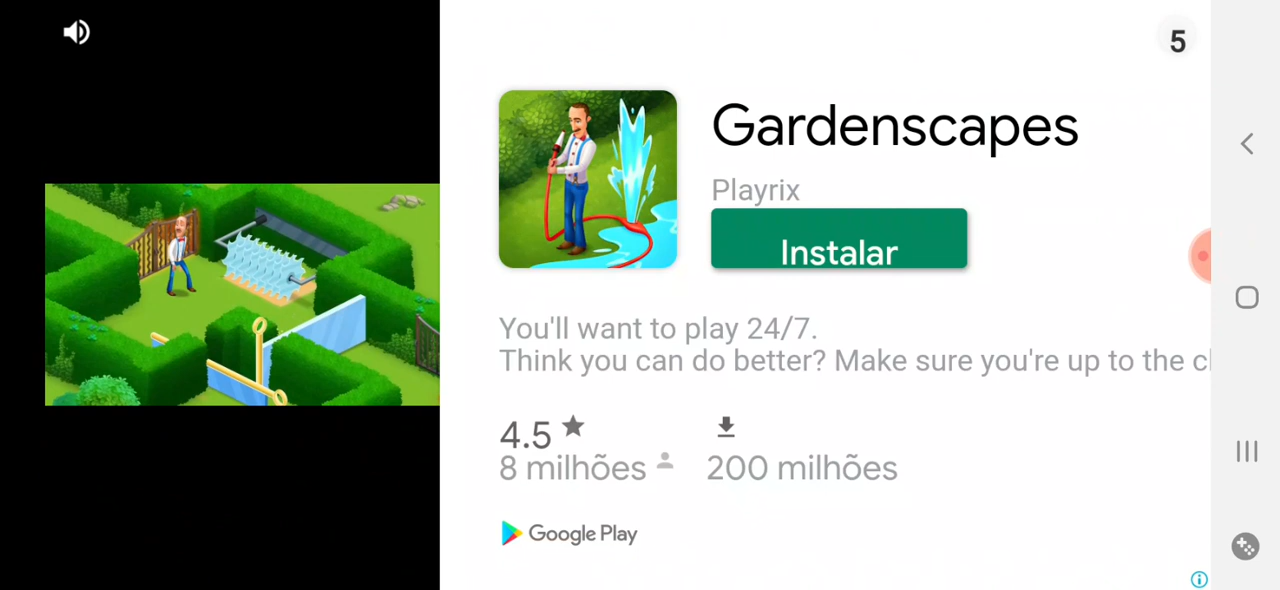 5
Gardenscapes
Playrix
Instalar
You'll want to play 24/7.
Think you can do better? Make sure you're up to the c
4.5
8 milhões
200 milhões
Google Play